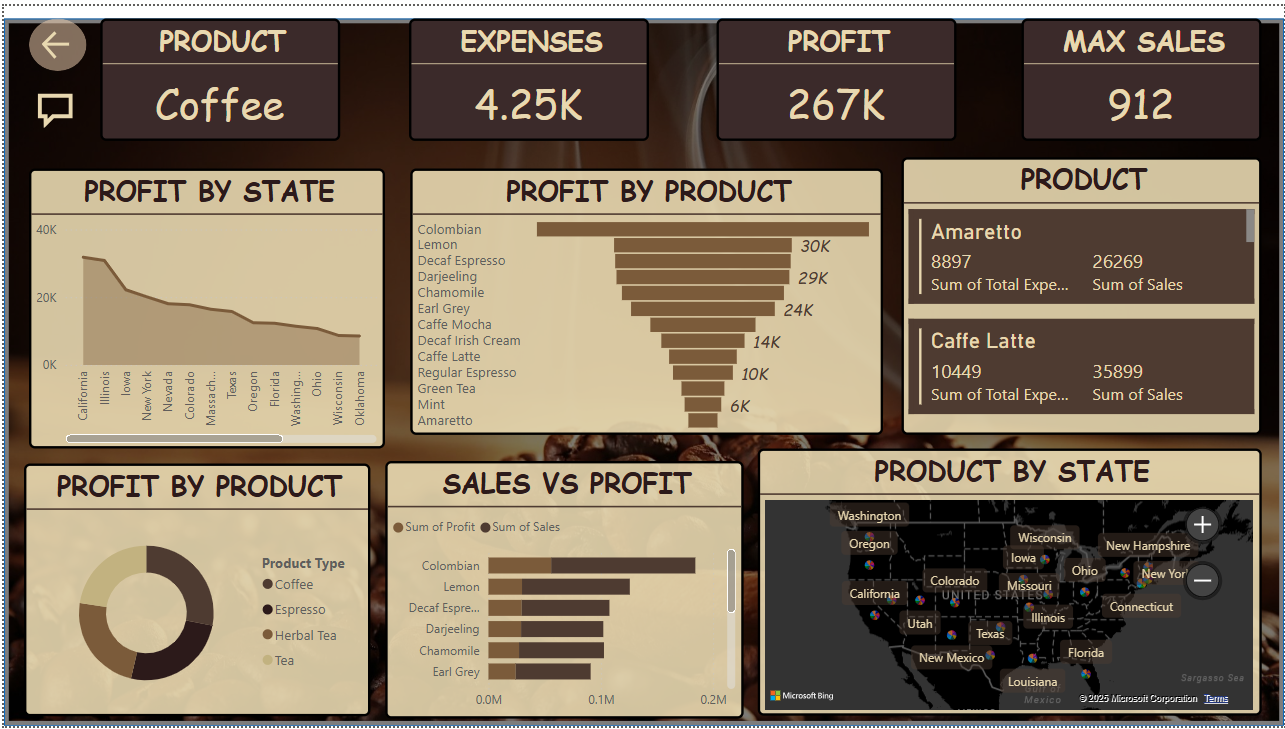 PRODUCT
Coffee
EXPENSES
4.25K
PROFIT
267K
MAX SALES
912
PROFIT BY STATE
40K
20K
0K
California
Illinois
Iowa
New York
Nevada
Colorado
Massach...
Texas
Oregon
Florida
Washing...
Ohio
Wisconsin
Oklahoma
PROFIT BY PRODUCT
Colombian
Lemon 30K
Decaf Espresso
Darjeeling 29K
Chamomile
Earl Grey 24K
Caffe Mocha
Decaf Irish Cream 14K
Caffe Latte
Regular Espresso 10K
Green Tea
Mint 6K
Amaretto
PRODUCT
Amaretto
8897 26269
Sum of Total Expe... Sum of Sales
Caffe Latte
10449 35899
Sum of Total Expe... Sum of Sales
PROFIT BY PRODUCT
Product Type
Coffee
Espresso
Herbal Tea
Tea
SALES VS PROFIT
Sum of Profit Sum of Sales
Colombian
Lemon
Decaf Espre...
Darjeeling
Chamomile
Earl Grey
0.0M 0.1M 0.2M
PRODUCT BY STATE
Washington
Oregon
Wisconsin
New Hampshire
Iowa
Ohio
New Yor
Colorado
Missouri
California
UNITED STATES
Connecticut
Utah
Illinois
Texas
New Mexico
Florida
Louisiana
Sargasso Sea
Gulf of
Mexico
Microsoft Bing
© 2025 Microsoft Corporation Terms